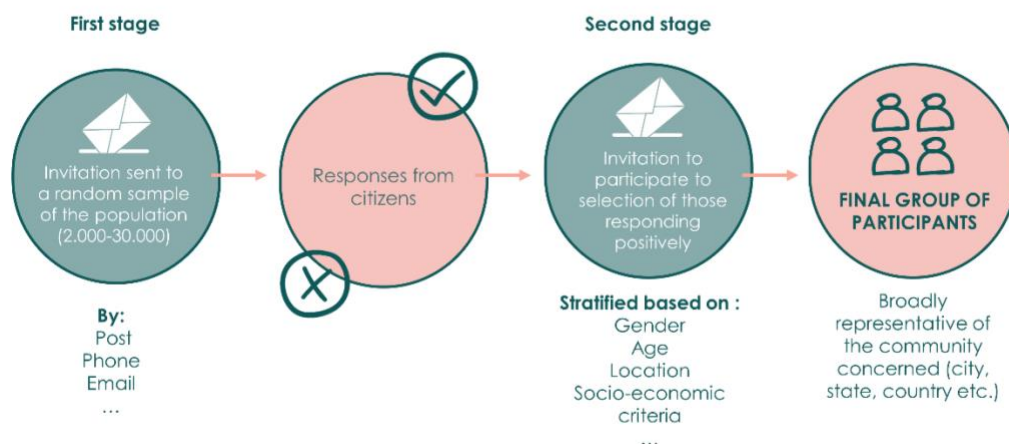 First stage
Invitation sent to
a random sample
of the population
(2.000-30.000)
By:
Post
Phone
Email
...
Responses from
citizens
Second stage
Invitation to
participate to
selection of those
responding
positively
Stratified based on :
Gender
Age
Location
Socio-economic
criteria
...
FINAL GROUP OF
PARTICIPANTS
Broadly
representative of
the community
concerned (city,
state, country etc.)